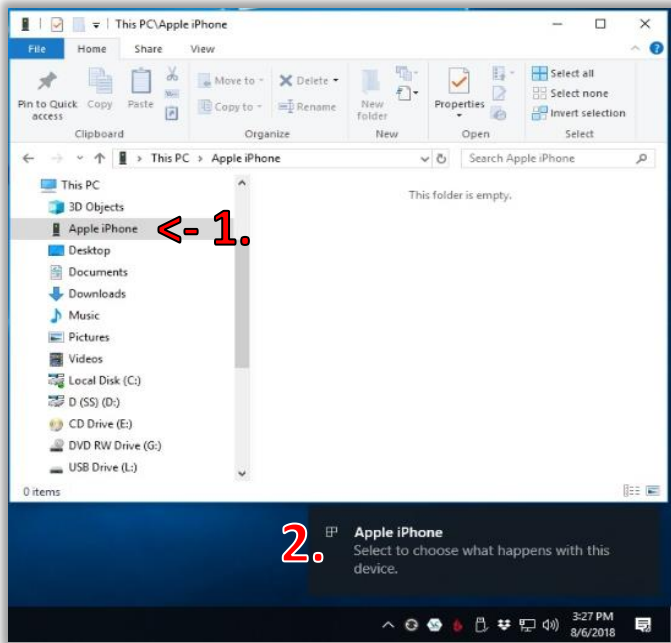 This PC\Apple iPhone
File Home Share View
Pin to Quick access
Copy
Paste
Move to
Copy to
Delete
Rename
New folder
Properties
Select all
Select none
Invert selection
Clipboard Organize New Open Select
This PC > Apple iPhone
Search Apple iPhone
This PC
3D Objects
Apple iPhone <- 1.
Desktop
Documents
Downloads
Music
Pictures
Videos
Local Disk (C:)
D (SS) (D:)
CD Drive (E:)
DVD RW Drive (G:)
USB Drive (L:)
This folder is empty.
0 items
2. Apple iPhone
Select to choose what happens with this
device.
3:27 PM
8/6/2018